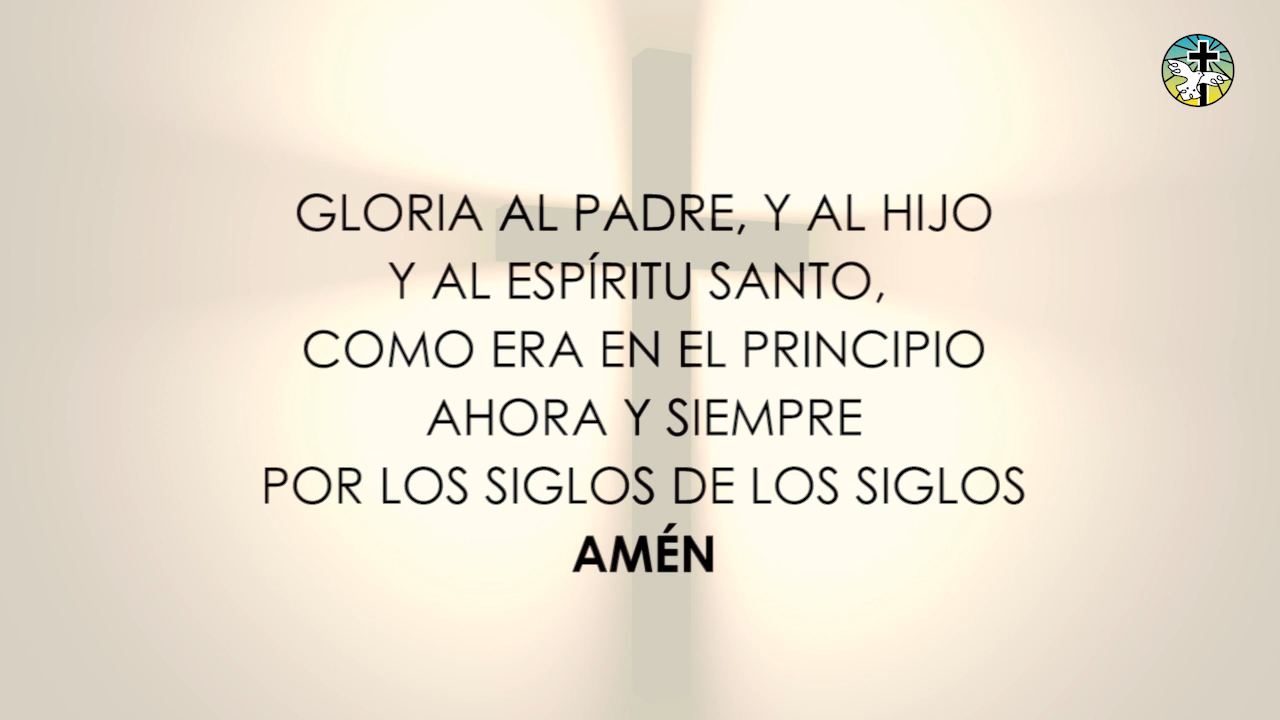 GLORIA AL PADRE, Y AL HIJO
Y AL ESPÍRITU SANTO,
COMO ERA EN EL PRINCIPIO
AHORA Y SIEMPRE
POR LOS SIGLOS DE LOS SIGLOS
AMÉN